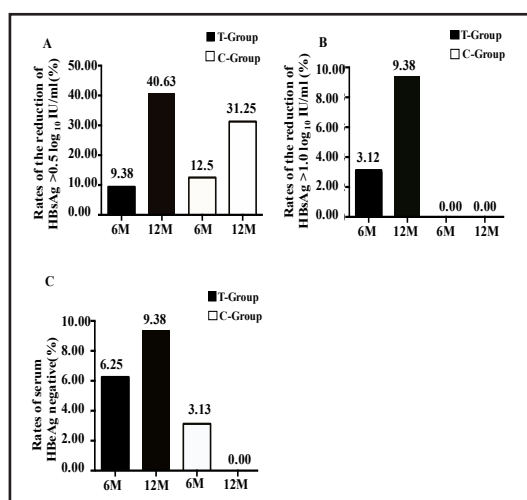 A
T-Group
C-Group
Rates of the reduction of
HBsAg >0.5 log 10 IU/ml(%)
50.00
40.00
30.00
20.00
10.00
0.00
9.38
40.63
12.5
31.25
6M 12M 6M 12M
B
T-Group
C-Group
Rates of the reduction of
HBsAg >1.0 log 10 IU/ml(%)
10.00
8.00
6.00
4.00
2.00
0.00
3.12
9.38
0.00 0.00
6M 12M 6M 12M
C
T-Group
C-Group
Rates of serum
HBeAg negative(%)
10.00
8.00
6.00
4.00
2.00
0.00
6.25
9.38
3.13
0.00
6M 12M 6M 12M